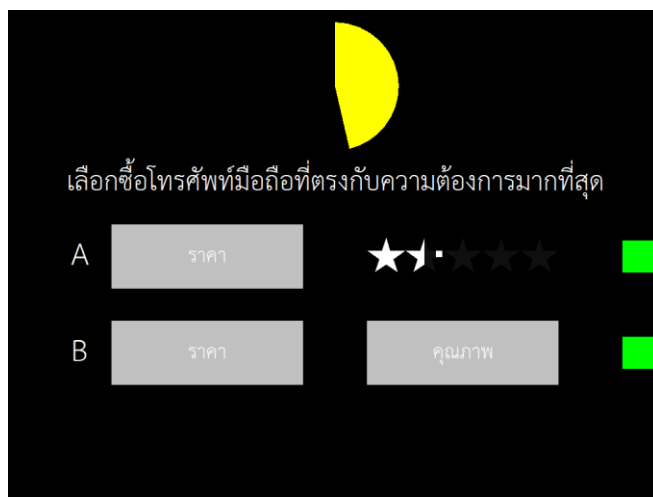 เลือกซื้อโทรศัพท์มือถือที่ตรงกับความต้องการมากที่สุด
A ราคา
B ราคา คุณภาพ